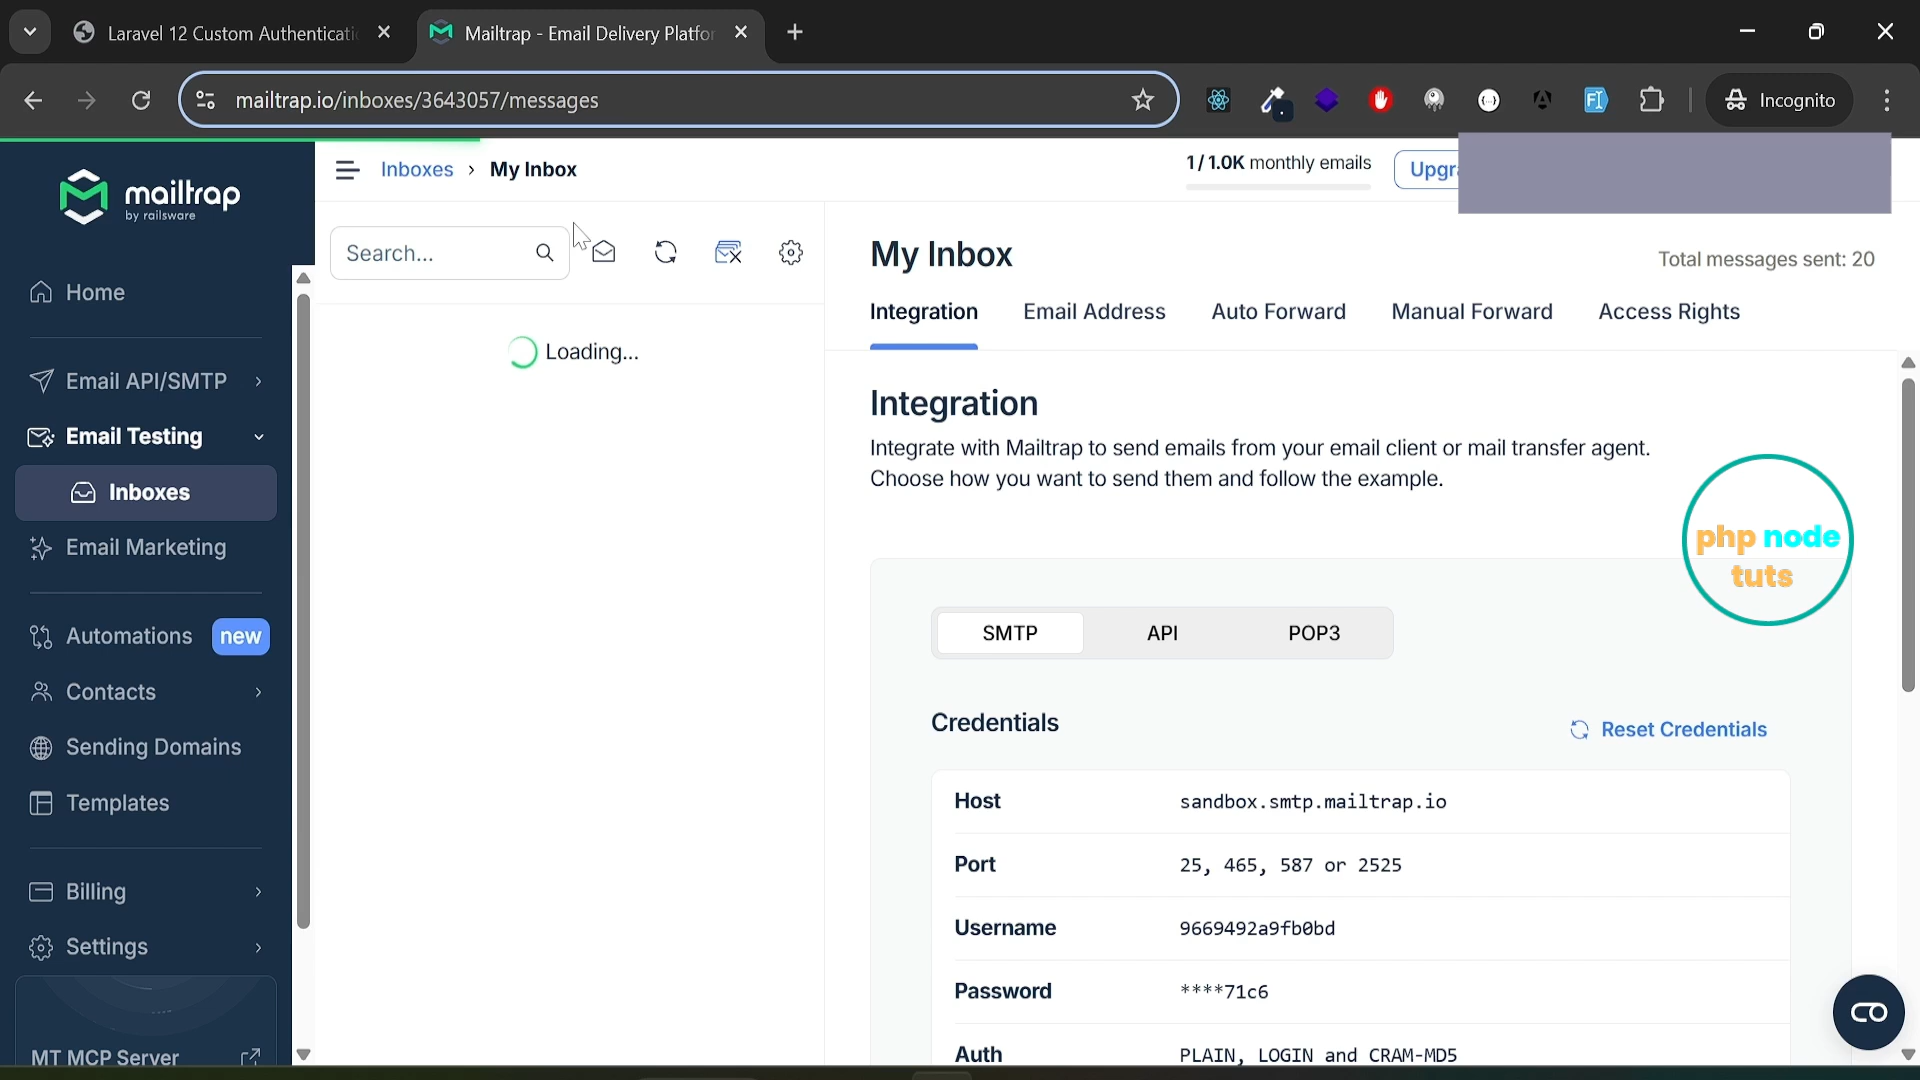 Laravel 12 Custom Authenticati
Mailtrap - Email Delivery Platfor
mailtrap.io/inboxes/3643057/messages
Incognito
mailtrap
by railsware
Inboxes › My Inbox
1 / 1.0K monthly emails
Upgra
Search...
My Inbox
Total messages sent: 20
Home
Integration
Email Address
Auto Forward
Manual Forward
Access Rights
Loading...
Email API/SMTP
Email Testing
Inboxes
Email Marketing
Automations new
Contacts
Sending Domains
Templates
Billing
Settings
MT MCP Server
Integration
Integrate with Mailtrap to send emails from your email client or mail transfer agent.
Choose how you want to send them and follow the example.
php node
tuts
SMTP
API
POP3
Credentials
Reset Credentials
Host sandbox.smtp.mailtrap.io
Port 25, 465, 587 or 2525
Username 9669492a9fb0bd
Password ****71c6
Auth PLAIN, LOGIN and CRAM-MD5